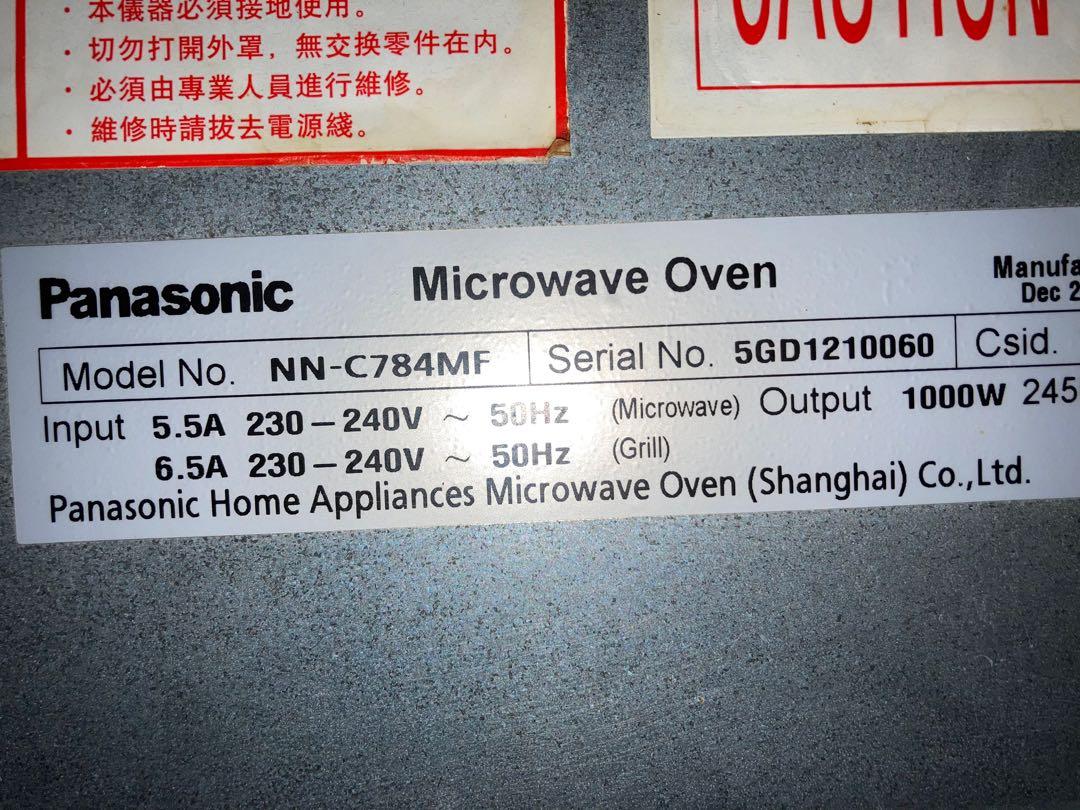 · 本儀器必須接地使用。
· 切勿打開外罩，無交換零件在内。
· 必須由專業人員進行維修。
· 維修時請拔去電源綫。
CAUTION
Panasonic Microwave Oven Manufa
Dec 2
Model No. NN-C784MF Serial No. 5GD1210060 Csid.
Input 5.5A 230–240V ~ 50Hz (Microwave) Output 1000W 245
6.5A 230–240V ~ 50Hz (Grill)
Panasonic Home Appliances Microwave Oven (Shanghai) Co.,Ltd.